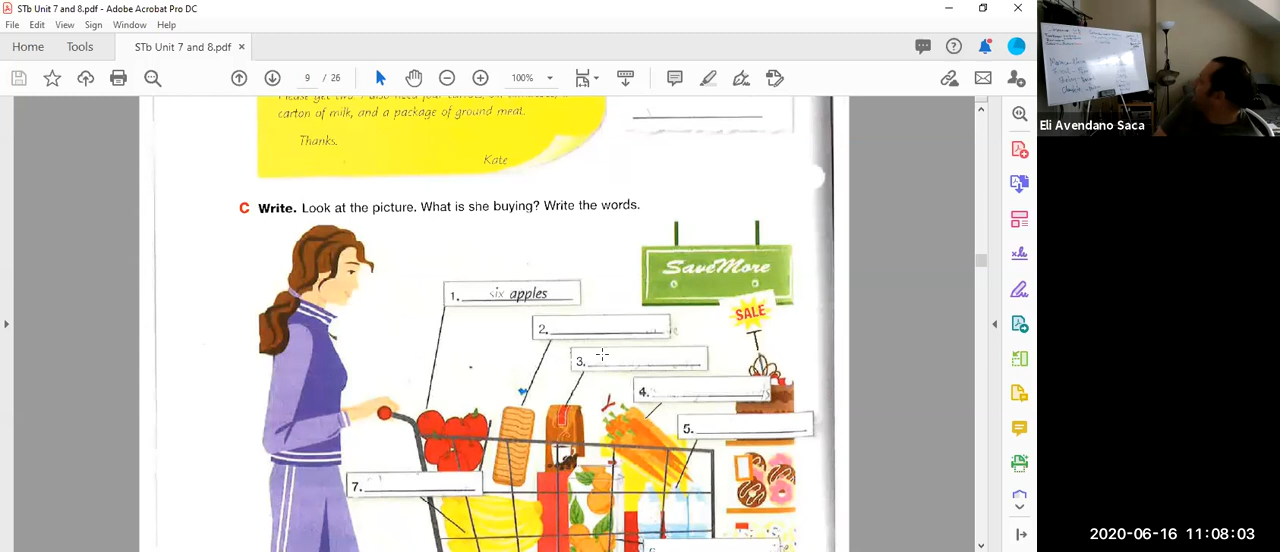 STb Unit 7 and 8.pdf - Adobe Acrobat Pro DC
File Edit View Sign Window Help
Home Tools STb Unit 7 and 8.pdf ×
9 / 26 100%
carton of milk, and a package of ground meat.
Thanks.
Kate
C Write. Look at the picture. What is she buying? Write the words.
SaveMore
SALE
1. six apples
2.
3.
4.
5.
7.
Eli Avendano Saca
2020-06-16 11:08:03